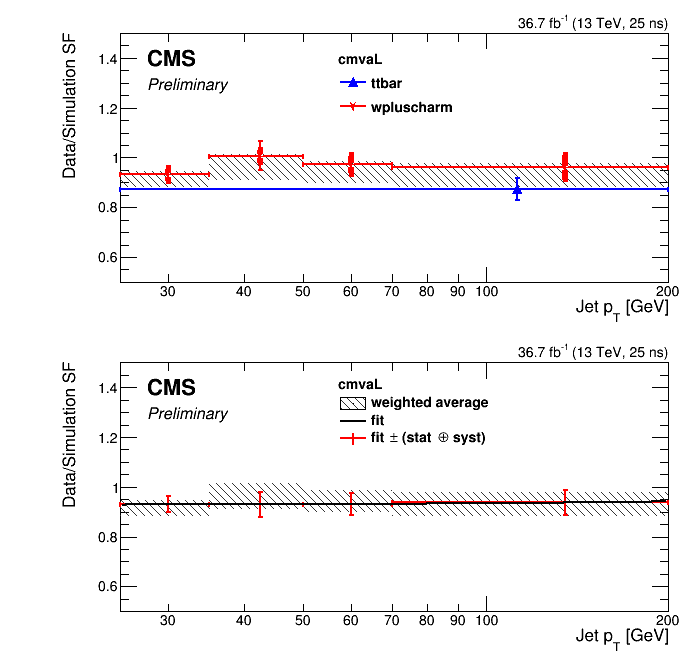 36.7 fb-1 (13 TeV, 25 ns)
Data/Simulation SF
CMS
Preliminary
cmvaL
ttbar
wpluscharm
1.4
1.2
1
0.8
0.6
30 40 50 60 70 80 90 100 200
Jet pT [GeV]
36.7 fb-1 (13 TeV, 25 ns)
Data/Simulation SF
CMS
Preliminary
cmvaL
weighted average
fit
fit ± (stat ⊕ syst)
1.4
1.2
1
0.8
0.6
30 40 50 60 70 80 90 100 200
Jet pT [GeV]